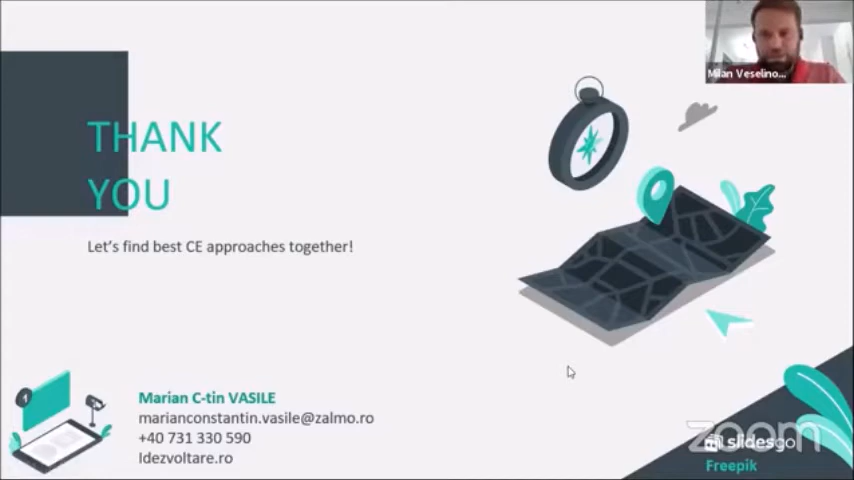 Milan Veselino...
THANK
YOU
Let's find best CE approaches together!
Marian C-tin VASILE
marianconstantin.vasile@zalmo.ro
+40 731 330 590
Idezvoltare.ro
zoom
slidesgo
Freepik